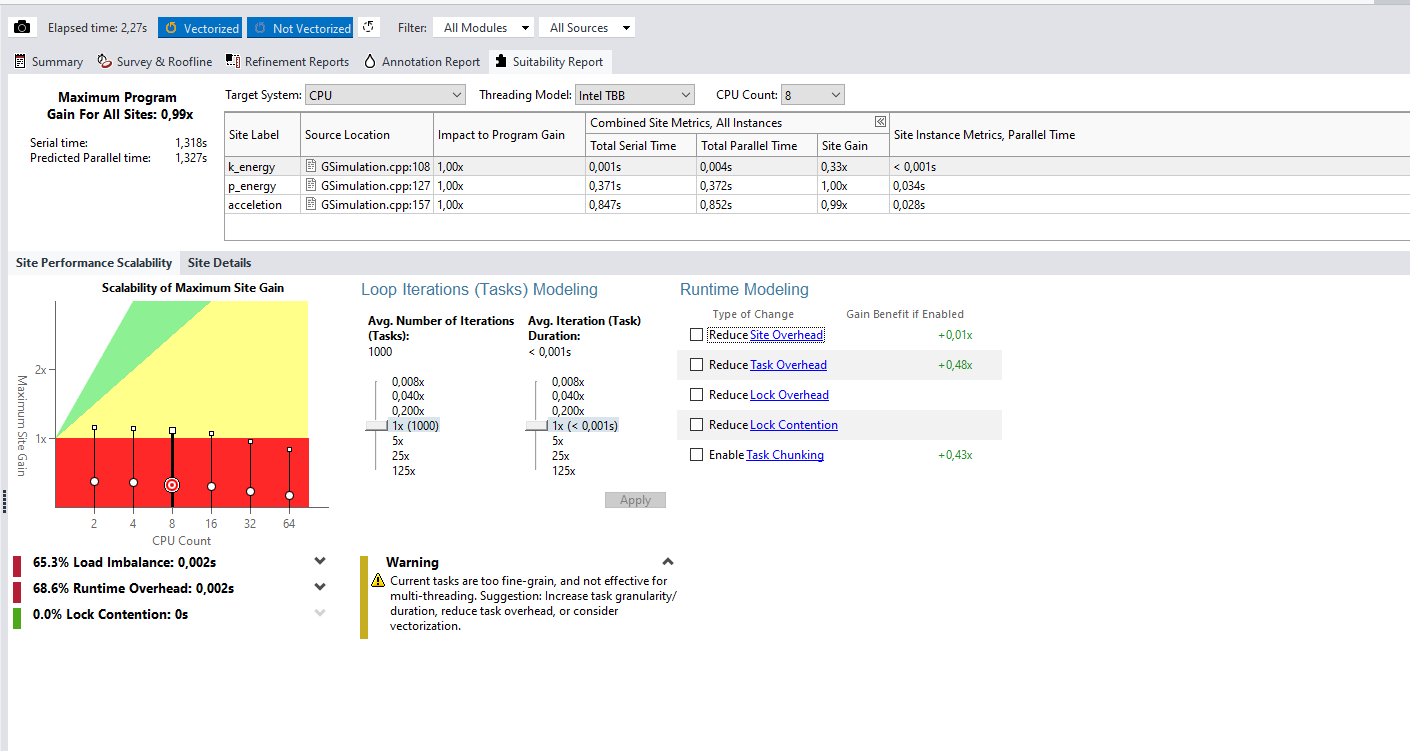 Elapsed time: 2,27s Vectorized Not Vectorized Filter: All Modules All Sources
Summary Survey & Roofline Refinement Reports Annotation Report Suitability Report
Maximum Program
Gain For All Sites: 0,99x
Serial time: 1,318s
Predicted Parallel time: 1,327s
Target System: CPU Threading Model: Intel TBB CPU Count: 8
Site Label Source Location Impact to Program Gain Combined Site Metrics, All Instances Site Instance Metrics, Parallel Time
Total Serial Time Total Parallel Time Site Gain
k_energy GSimulation.cpp:108 1,00x 0,001s 0,004s 0,33x < 0,001s
p_energy GSimulation.cpp:127 1,00x 0,371s 0,372s 1,00x 0,034s
acceletion GSimulation.cpp:157 1,00x 0,847s 0,852s 0,99x 0,028s
Site Performance Scalability Site Details
Scalability of Maximum Site Gain
Maximum Site Gain
2x
1x
2 4 8 16 32 64
CPU Count
Loop Iterations (Tasks) Modeling
Avg. Number of Iterations
(Tasks):
1000
0,008x
0,040x
0,200x
1x (1000)
5x
25x
125x
Avg. Iteration (Task)
Duration:
< 0,001s
0,008x
0,040x
0,200x
1x (< 0,001s)
5x
25x
125x
Apply
Runtime Modeling
Type of Change Gain Benefit if Enabled
Reduce Site Overhead +0,01x
Reduce Task Overhead +0,48x
Reduce Lock Overhead
Reduce Lock Contention
Enable Task Chunking +0,43x
65.3% Load Imbalance: 0,002s
68.6% Runtime Overhead: 0,002s
0.0% Lock Contention: 0s
Warning
Current tasks are too fine-grain, and not effective for
multi-threading. Suggestion: Increase task granularity/
duration, reduce task overhead, or consider
vectorization.